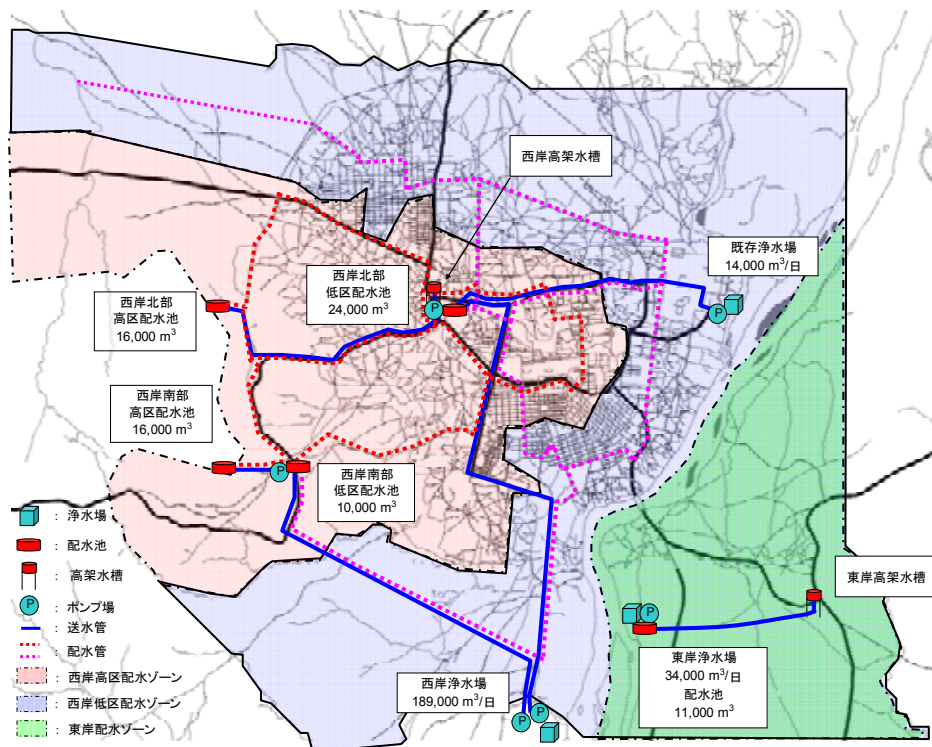 西岸高架水槽
既存浄水場
14,000 m³/日
西岸北部
低区配水池
24,000 m³
P
P
西岸北部
高区配水池
16,000 m³
西岸南部
高区配水池
16,000 m³
P
西岸南部
低区配水池
10,000 m³
: 浄水場
: 配水池
: 高架水槽
P : ポンプ場
: 送水管
: 配水管
: 西岸高区配水ゾーン
: 西岸低区配水ゾーン
: 東岸配水ゾーン
東岸高架水槽
P
東岸浄水場
34,000 m³/日
配水池
11,000 m³
西岸浄水場
189,000 m³/日
P
P